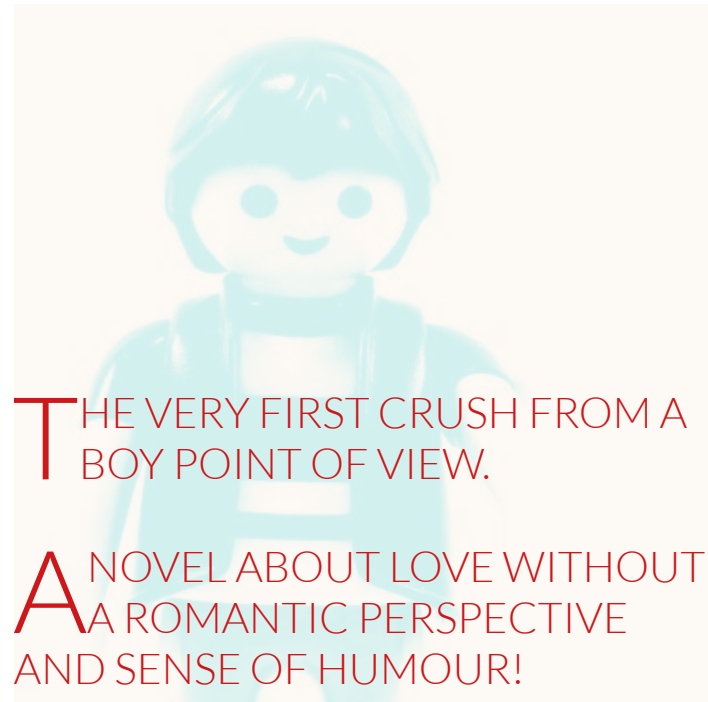 THE VERY FIRST CRUSH FROM A
BOY POINT OF VIEW.
A NOVEL ABOUT LOVE WITHOUT
A ROMANTIC PERSPECTIVE
AND SENSE OF HUMOUR!